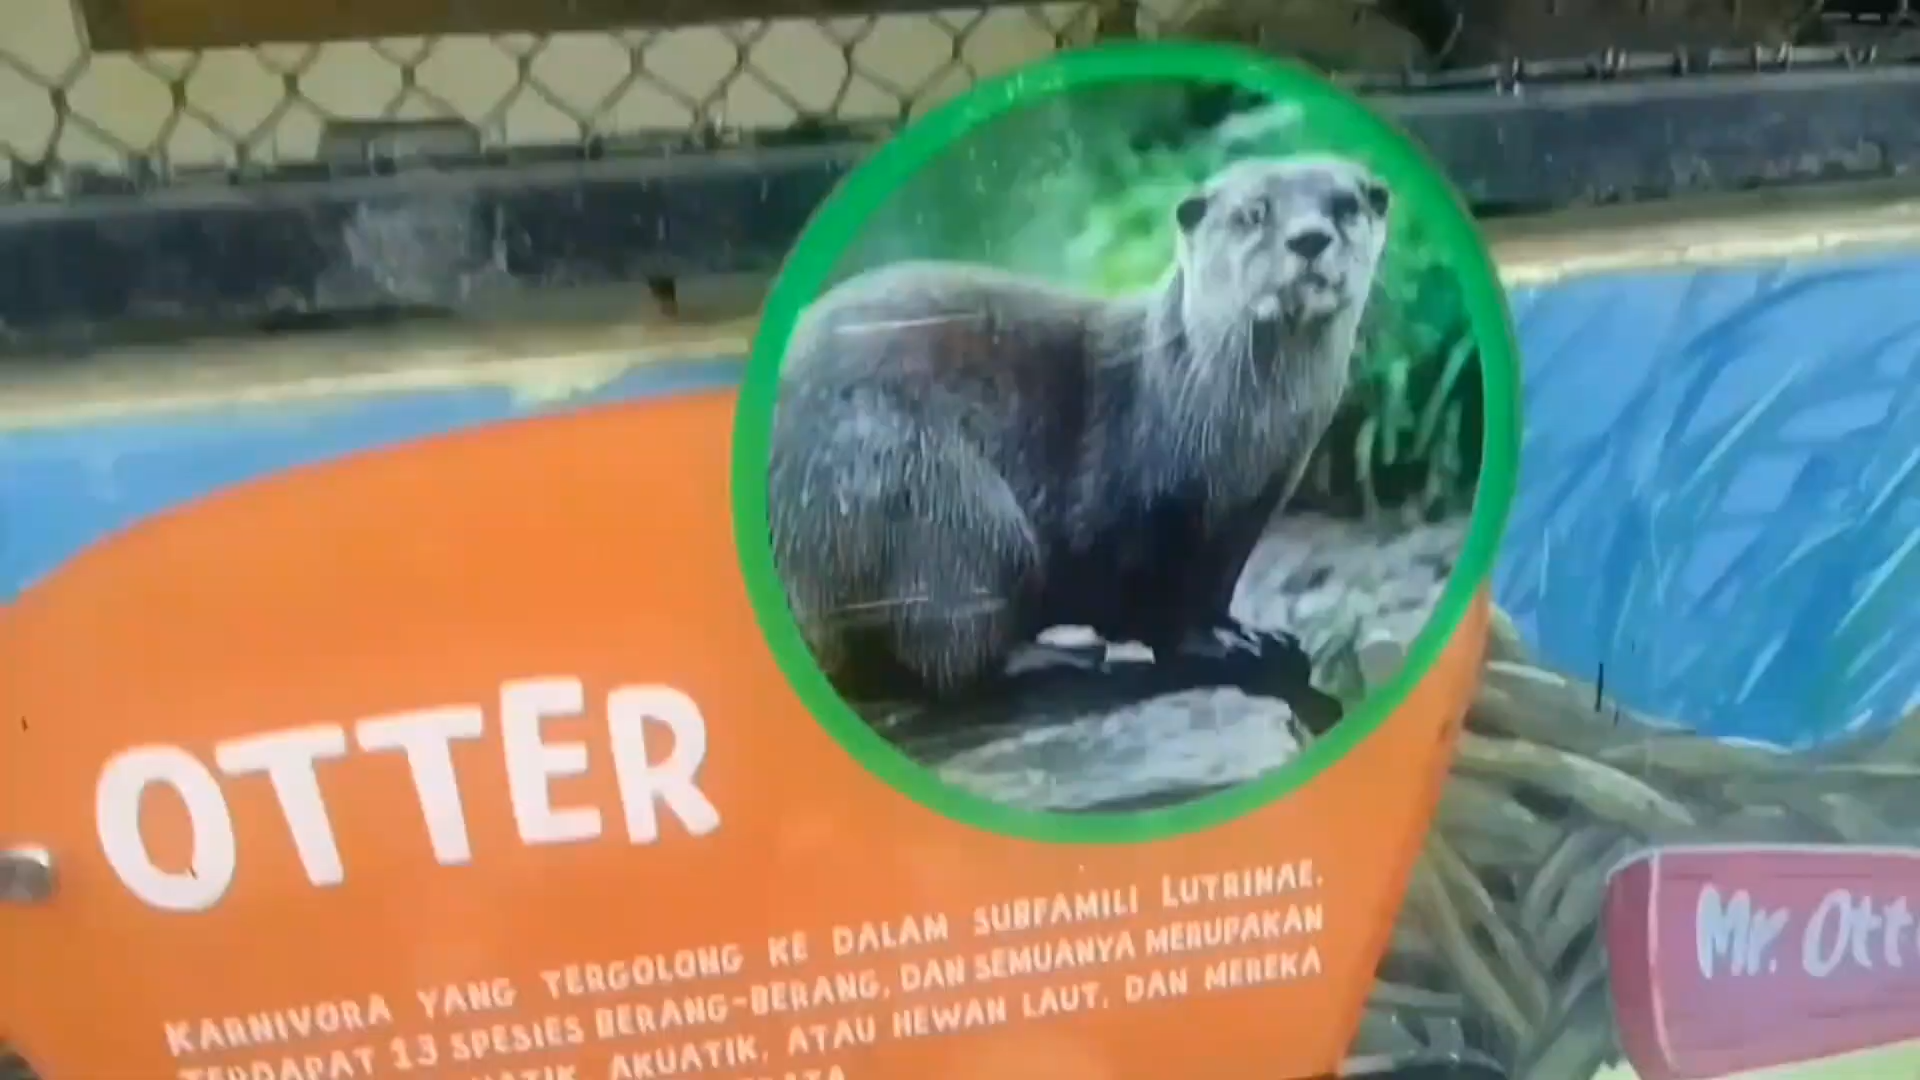 OTTER
KARNIVORA YANG TERGOLONG KE DALAM SUBFAMILI LUTRINAE.
TERDAPAT 13 SPESIES BERANG-BERANG, DAN SEMUANYA MERUPAKAN
AKUATIK, ATAU HEWAN LAUT, DAN MEREKA
Mr. Ott